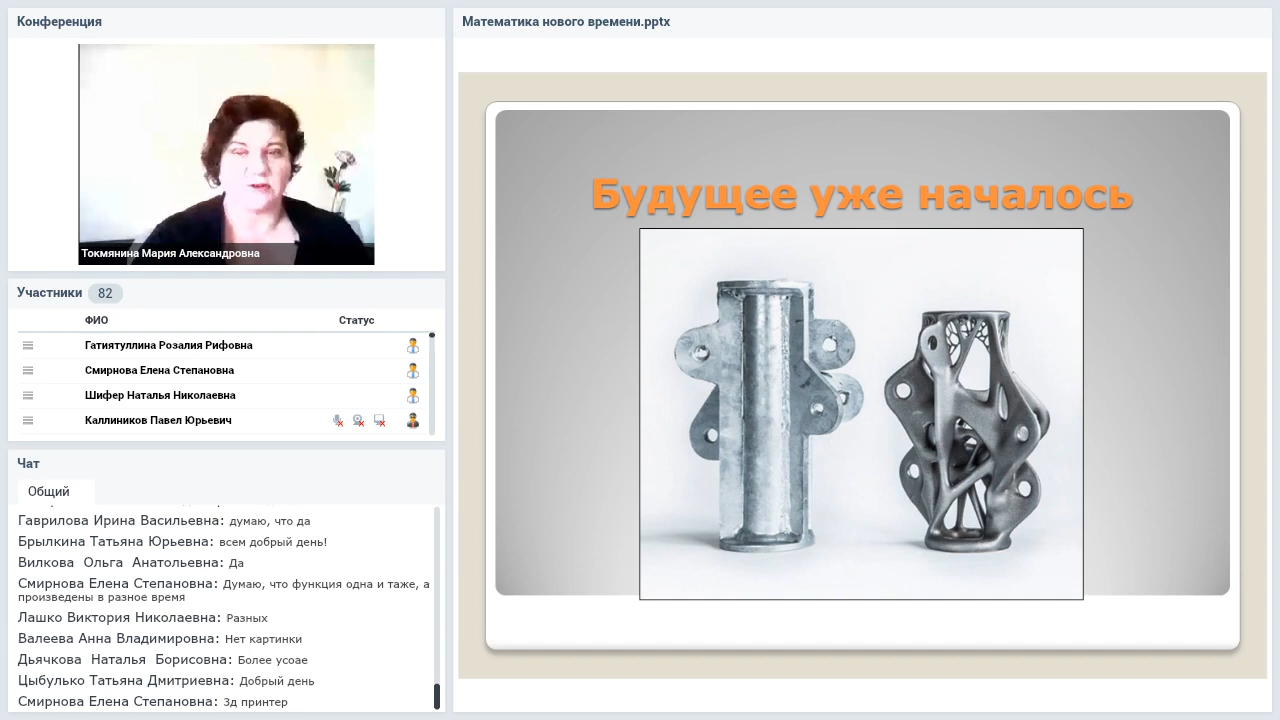 Конференция
Токмянина Мария Александровна
Участники 82
ФИО Статус
Гатиятуллина Розалия Рифовна
Смирнова Елена Степановна
Шифер Наталья Николаевна
Каллиников Павел Юрьевич
Чат
Общий
Гаврилова Ирина Васильевна: думаю, что да
Брылкина Татьяна Юрьевна: всем добрый день!
Вилкова Ольга Анатольевна: Да
Смирнова Елена Степановна: Думаю, что функция одна и таже, а
произведены в разное время
Лашко Виктория Николаевна: Разных
Валеева Анна Владимировна: Нет картинки
Дьячкова Наталья Борисовна: Более усоае
Цыбулько Татьяна Дмитриевна: Добрый день
Смирнова Елена Степановна: 3д принтер
Математика нового времени.pptx
Будущее уже началось